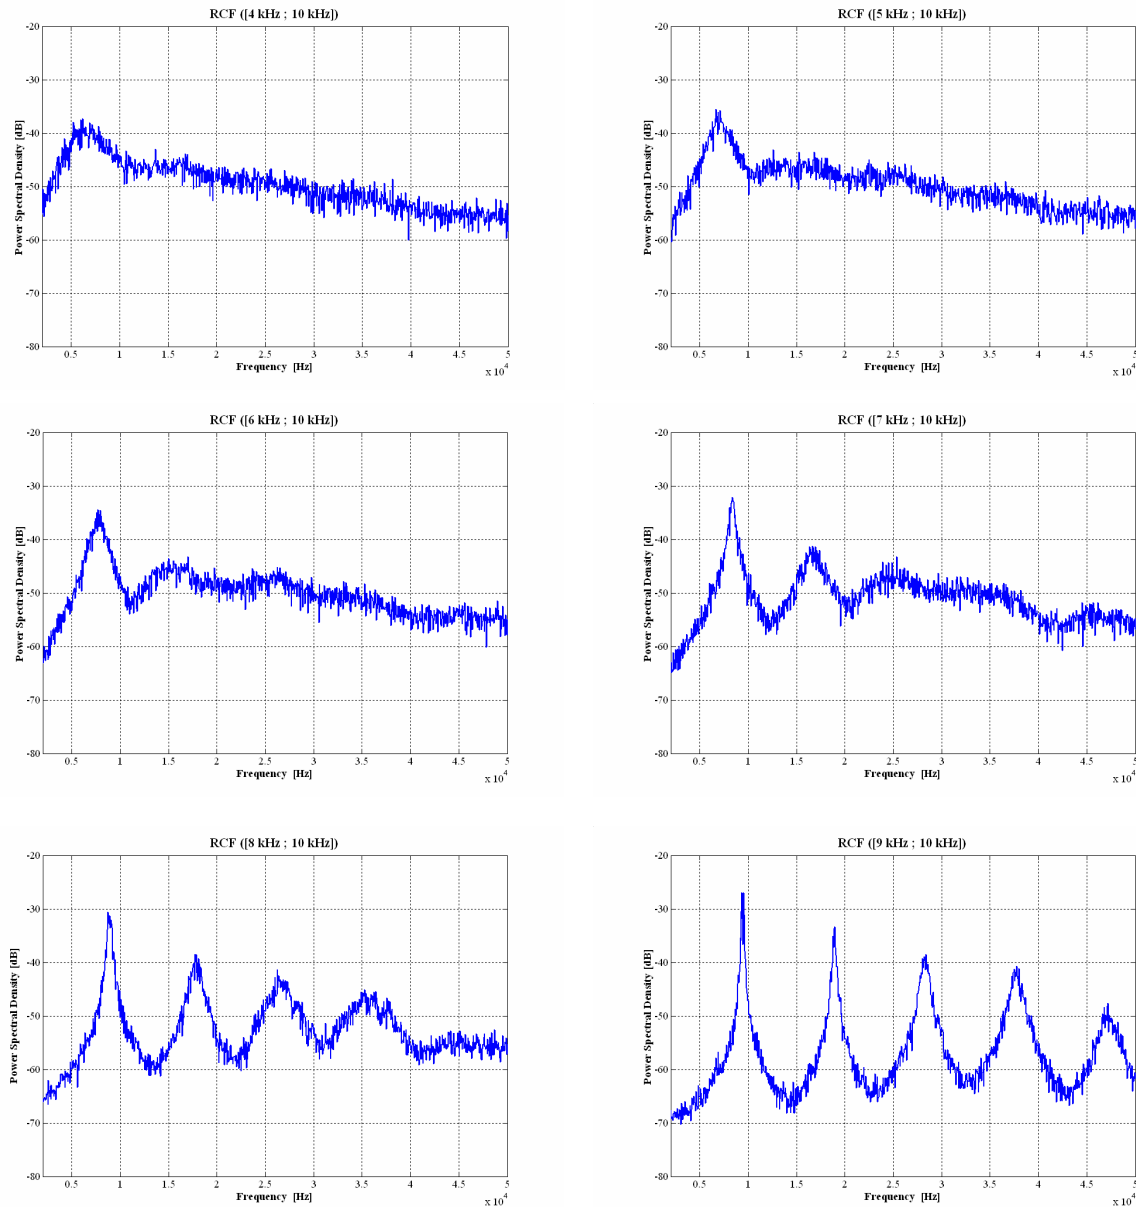 RCF ([4 kHz ; 10 kHz])
-20
-30
-40
-50
-60
-70
-80
Power Spectral Density [dB]
0.5 1 1.5 2 2.5 3 3.5 4 4.5 5
Frequency [Hz]
x 10^4
RCF ([5 kHz ; 10 kHz])
-20
-30
-40
-50
-60
-70
-80
Power Spectral Density [dB]
0.5 1 1.5 2 2.5 3 3.5 4 4.5 5
Frequency [Hz]
x 10^4
RCF ([6 kHz ; 10 kHz])
-20
-30
-40
-50
-60
-70
-80
Power Spectral Density [dB]
0.5 1 1.5 2 2.5 3 3.5 4 4.5 5
Frequency [Hz]
x 10^4
RCF ([7 kHz ; 10 kHz])
-20
-30
-40
-50
-60
-70
-80
Power Spectral Density [dB]
0.5 1 1.5 2 2.5 3 3.5 4 4.5 5
Frequency [Hz]
x 10^4
RCF ([8 kHz ; 10 kHz])
-20
-30
-40
-50
-60
-70
-80
Power Spectral Density [dB]
0.5 1 1.5 2 2.5 3 3.5 4 4.5 5
Frequency [Hz]
x 10^4
RCF ([9 kHz ; 10 kHz])
-20
-30
-40
-50
-60
-70
-80
Power Spectral Density [dB]
0.5 1 1.5 2 2.5 3 3.5 4 4.5 5
Frequency [Hz]
x 10^4